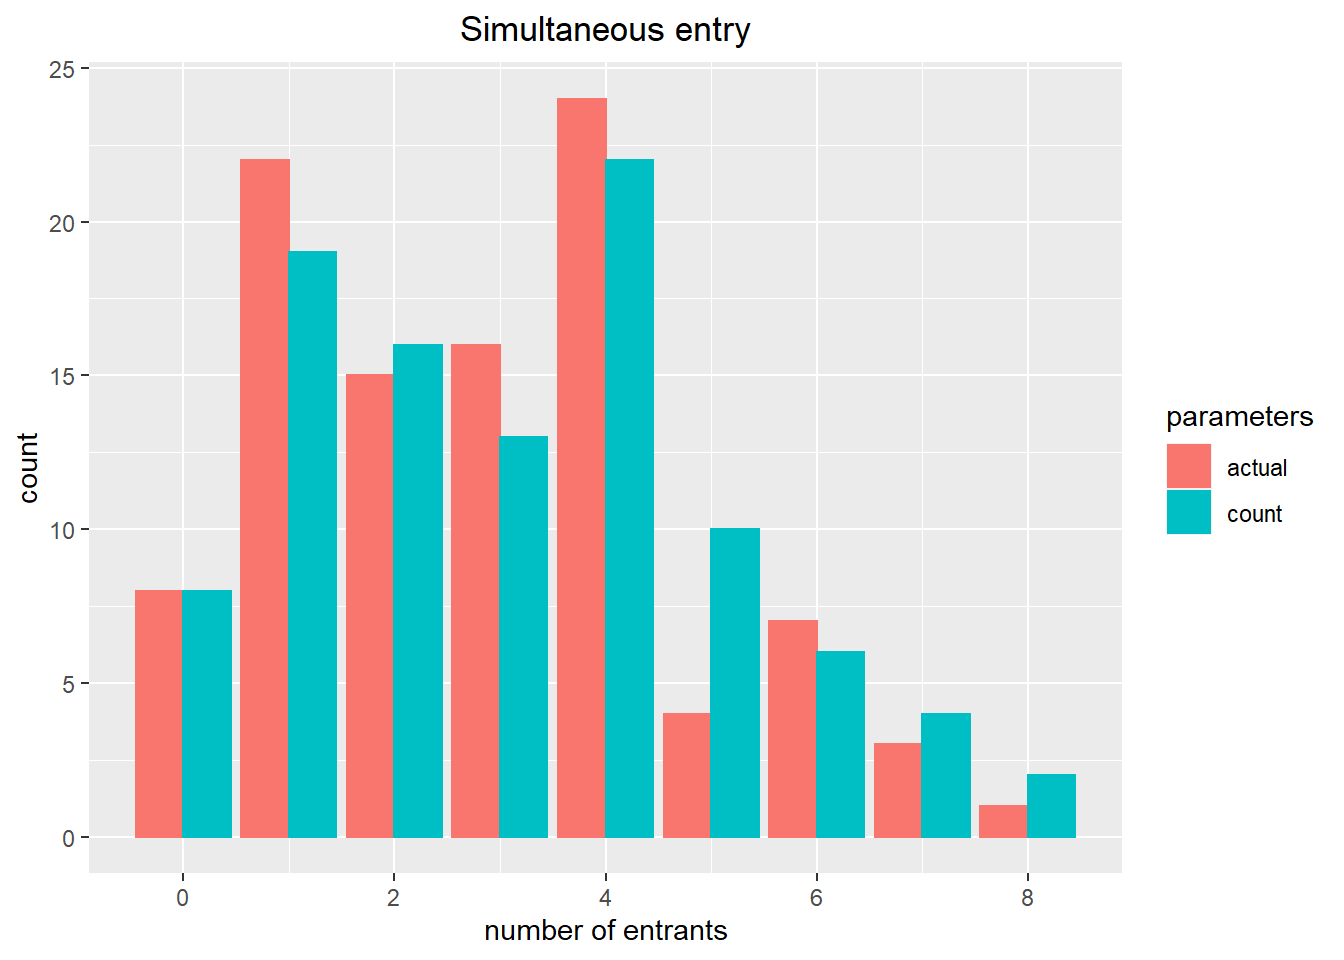 Simultaneous entry
25
20
15
10
5
0
count
0 2 4 6 8
number of entrants
parameters
actual
count